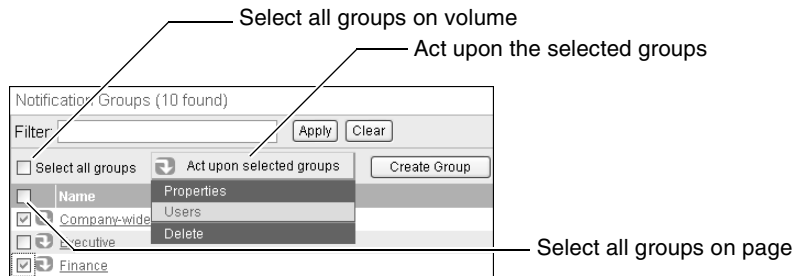 Select all groups on volume
Act upon the selected groups
Notification Groups (10 found)
Filter: Apply Clear
Select all groups Act upon selected groups Create Group
Name Properties
Company-wide Users
Executive Delete
Finance
Select all groups on page